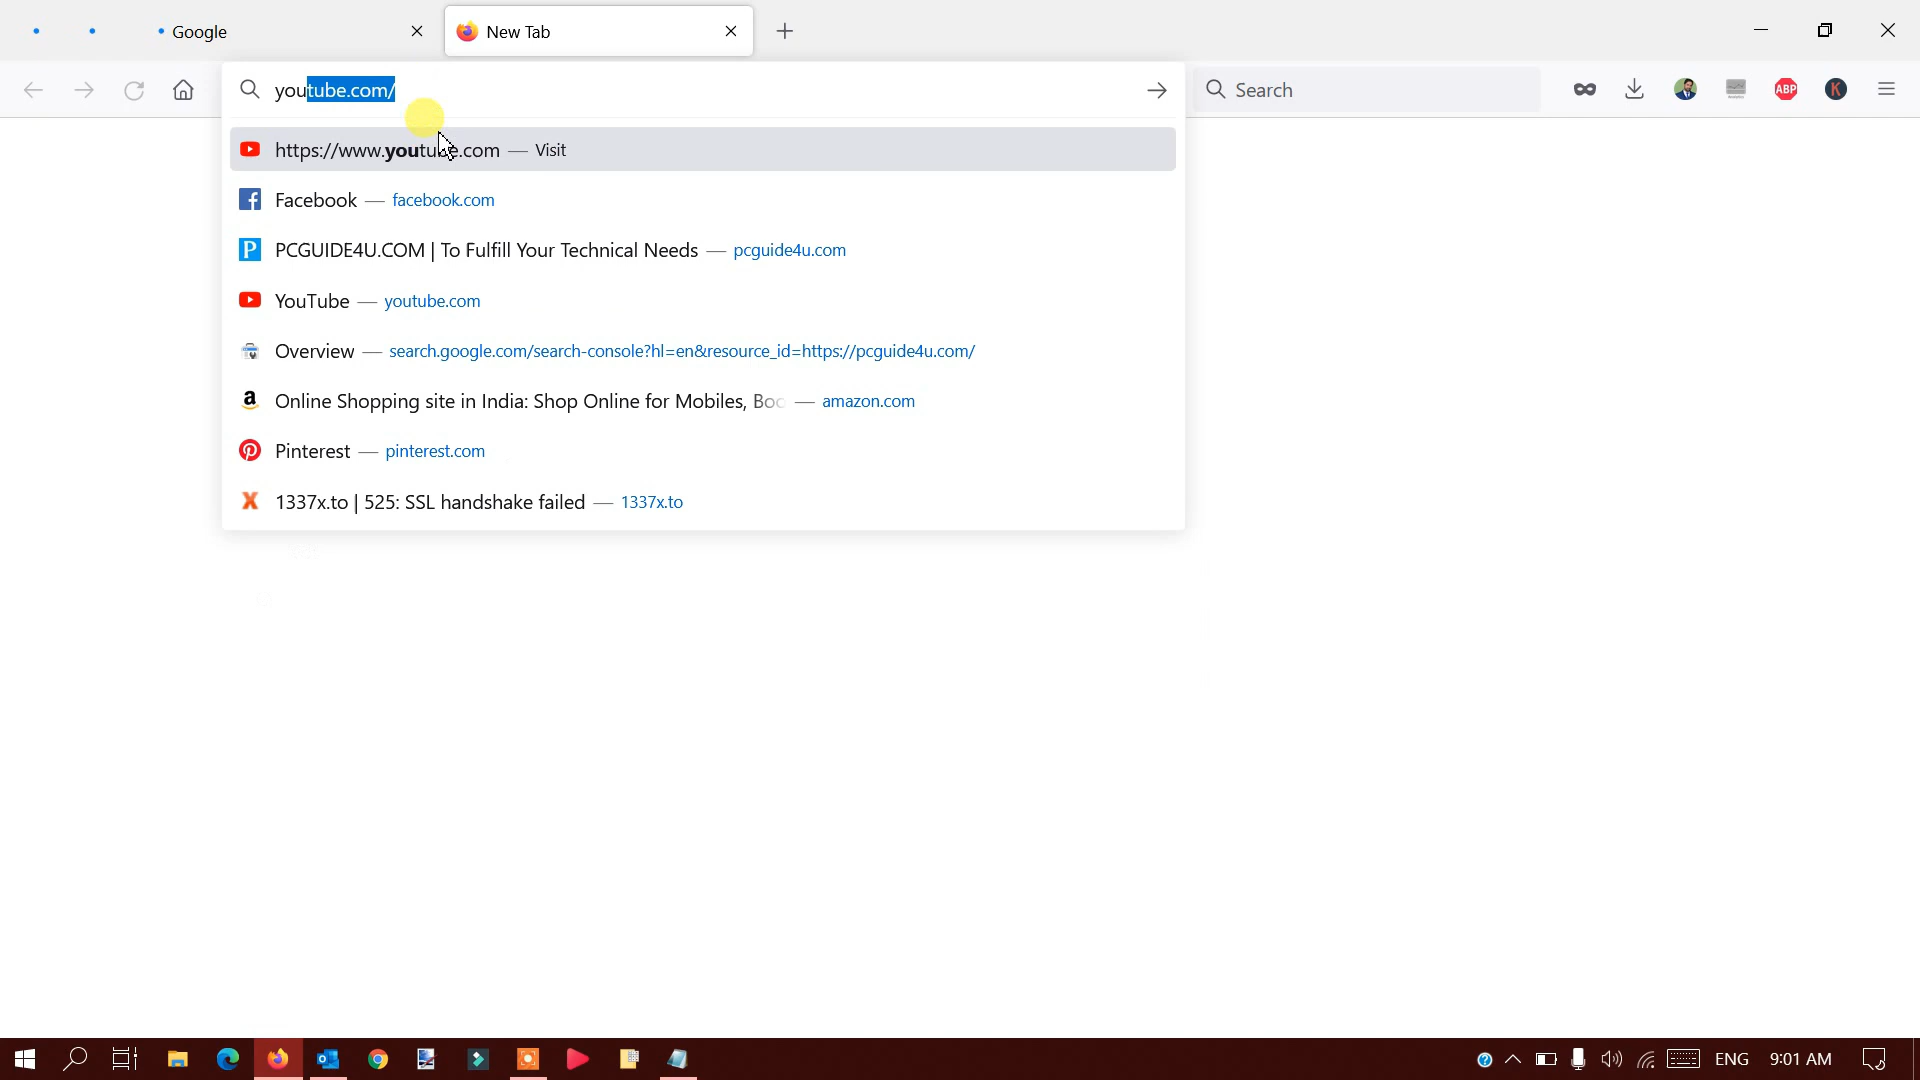 Google
New Tab
youtube.com/
Search
ABP
K
https://www.youtube.com — Visit
Facebook — facebook.com
PCGUIDE4U.COM | To Fulfill Your Technical Needs — pcguide4u.com
YouTube — youtube.com
Overview — search.google.com/search-console?hl=en&resource_id=https://pcguide4u.com/
Online Shopping site in India: Shop Online for Mobiles, Boo — amazon.com
Pinterest — pinterest.com
1337x.to | 525: SSL handshake failed — 1337x.to
ENG 9:01 AM